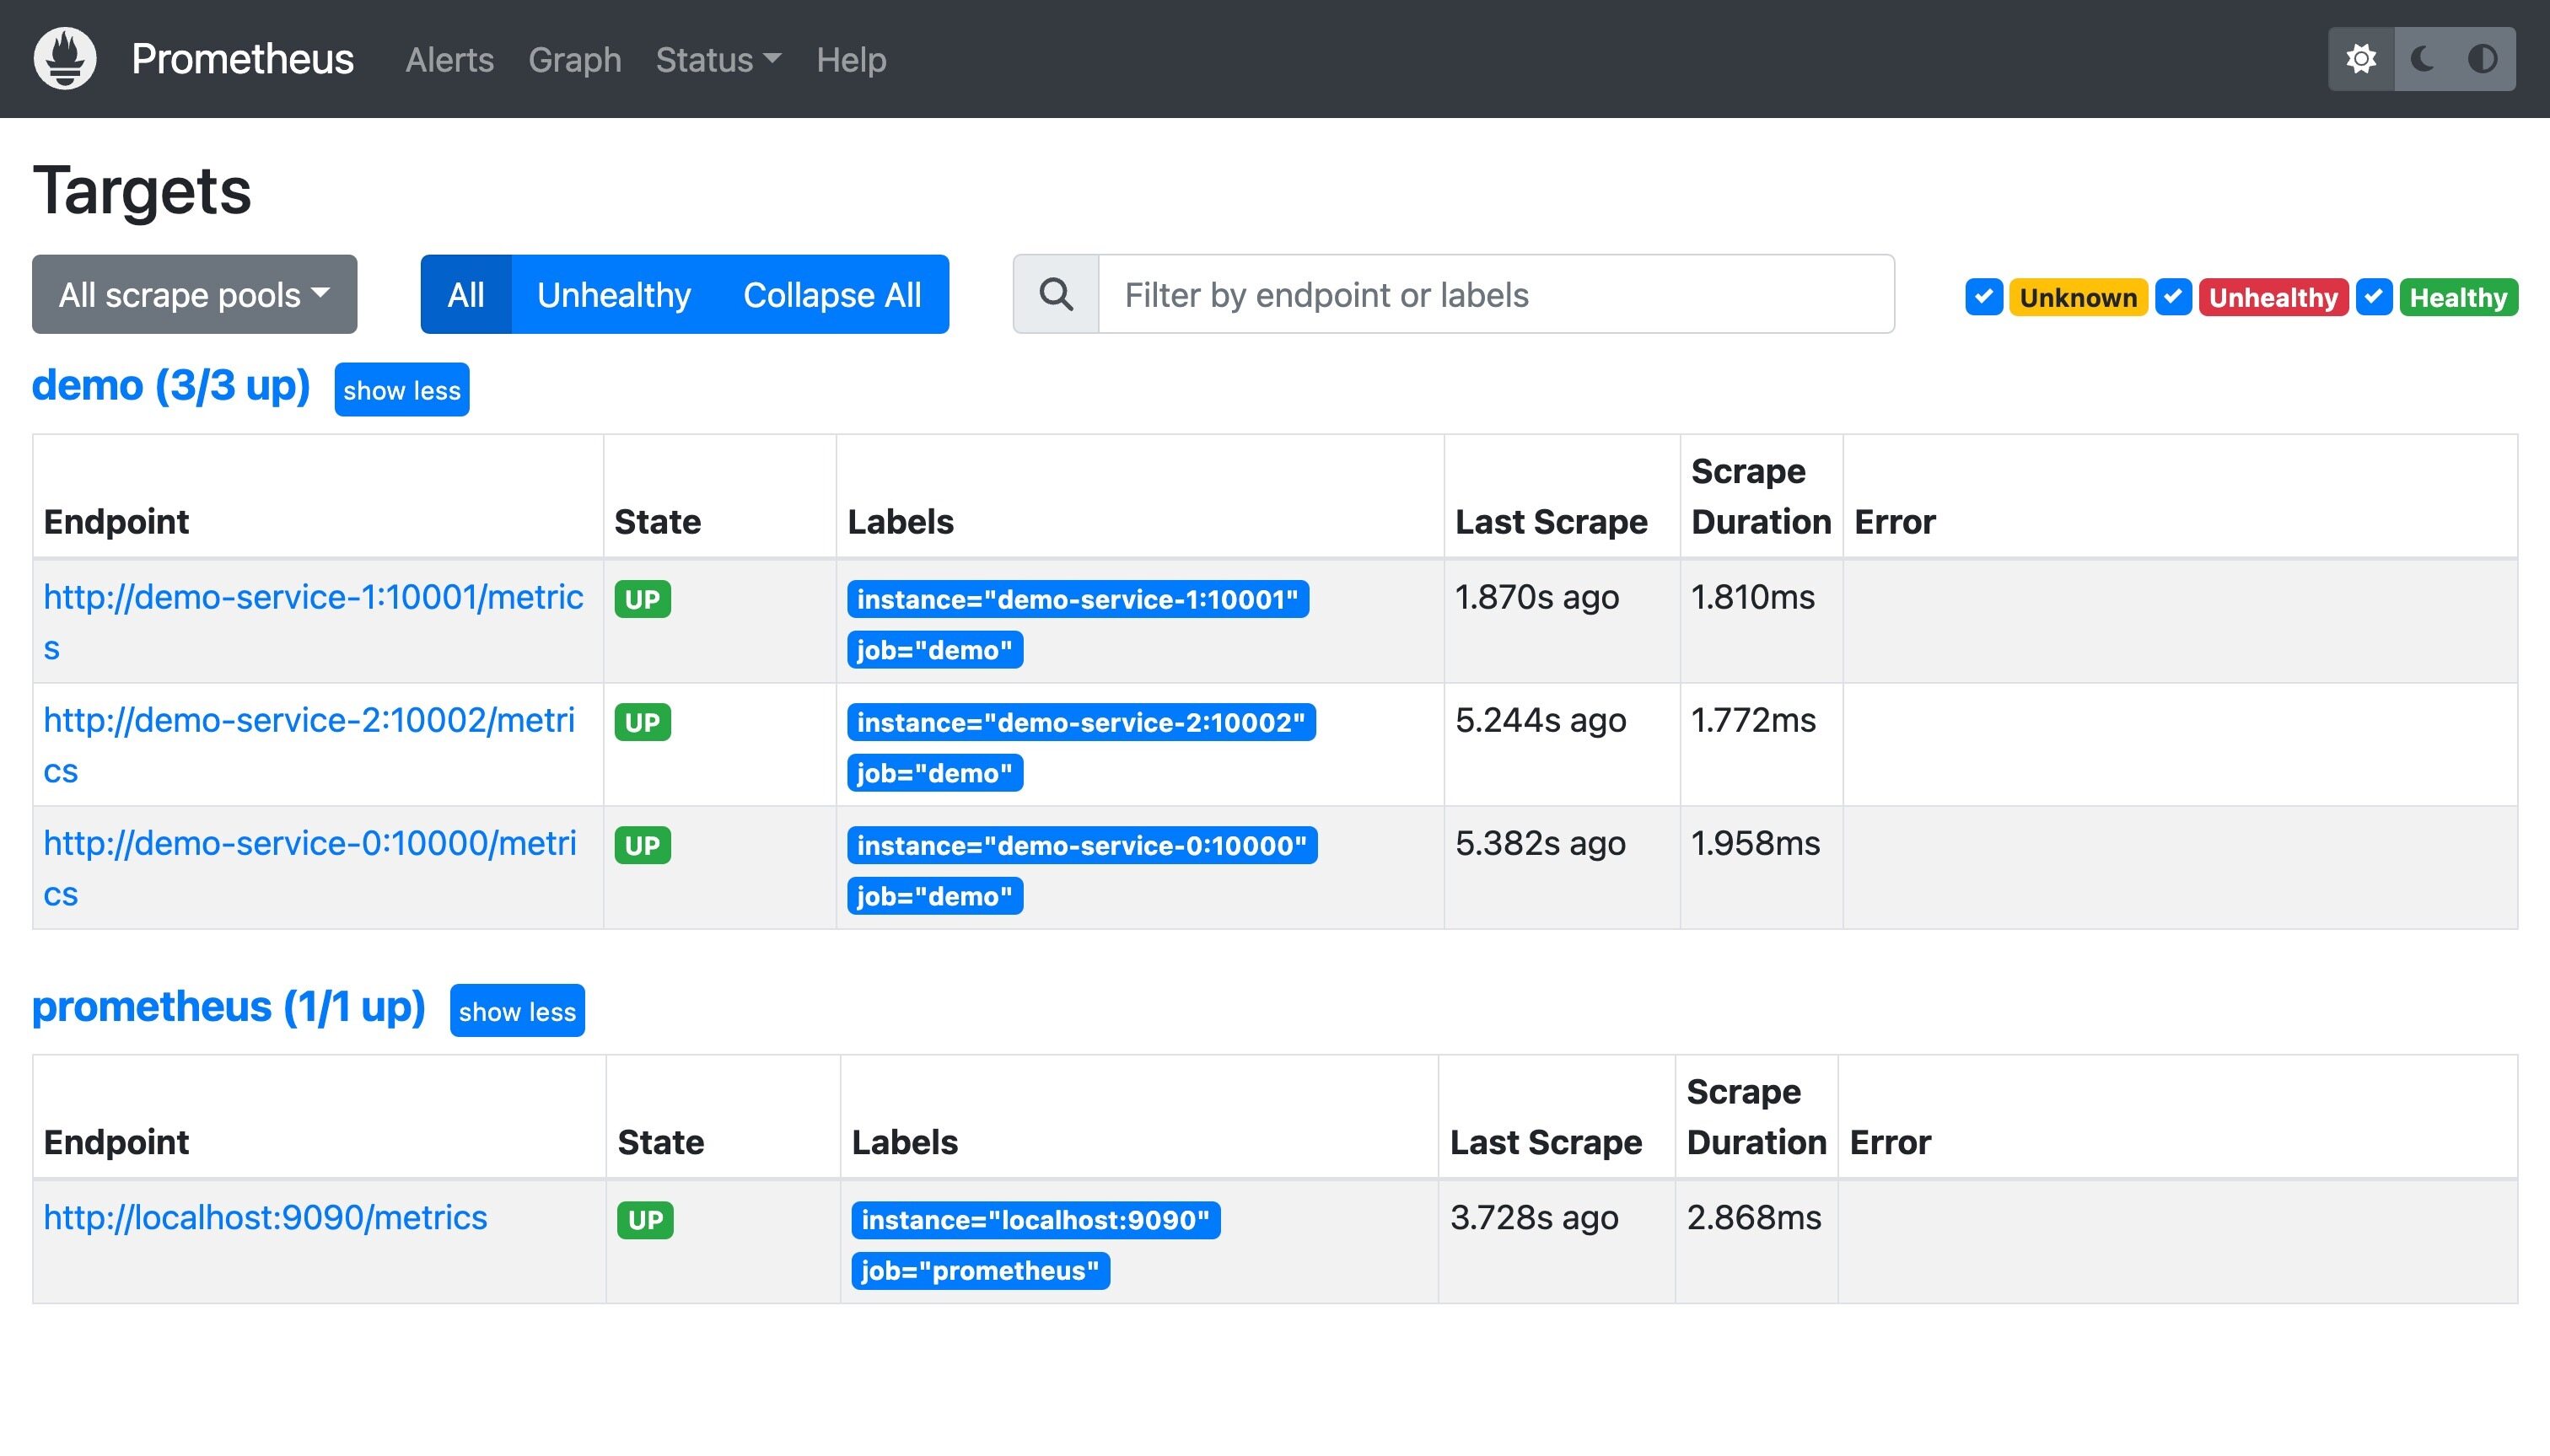 Prometheus Alerts Graph Status Help
Targets
All scrape pools All Unhealthy Collapse All Filter by endpoint or labels Unknown Unhealthy Healthy
demo (3/3 up) show less
Scrape
Endpoint State Labels Last Scrape Duration Error
http://demo-service-1:10001/metric UP instance="demo-service-1:10001" 1.870s ago 1.810ms
s job="demo"
http://demo-service-2:10002/metri UP instance="demo-service-2:10002" 5.244s ago 1.772ms
cs job="demo"
http://demo-service-0:10000/metri UP instance="demo-service-0:10000" 5.382s ago 1.958ms
cs job="demo"
prometheus (1/1 up) show less
Scrape
Endpoint State Labels Last Scrape Duration Error
http://localhost:9090/metrics UP instance="localhost:9090" 3.728s ago 2.868ms
job="prometheus"